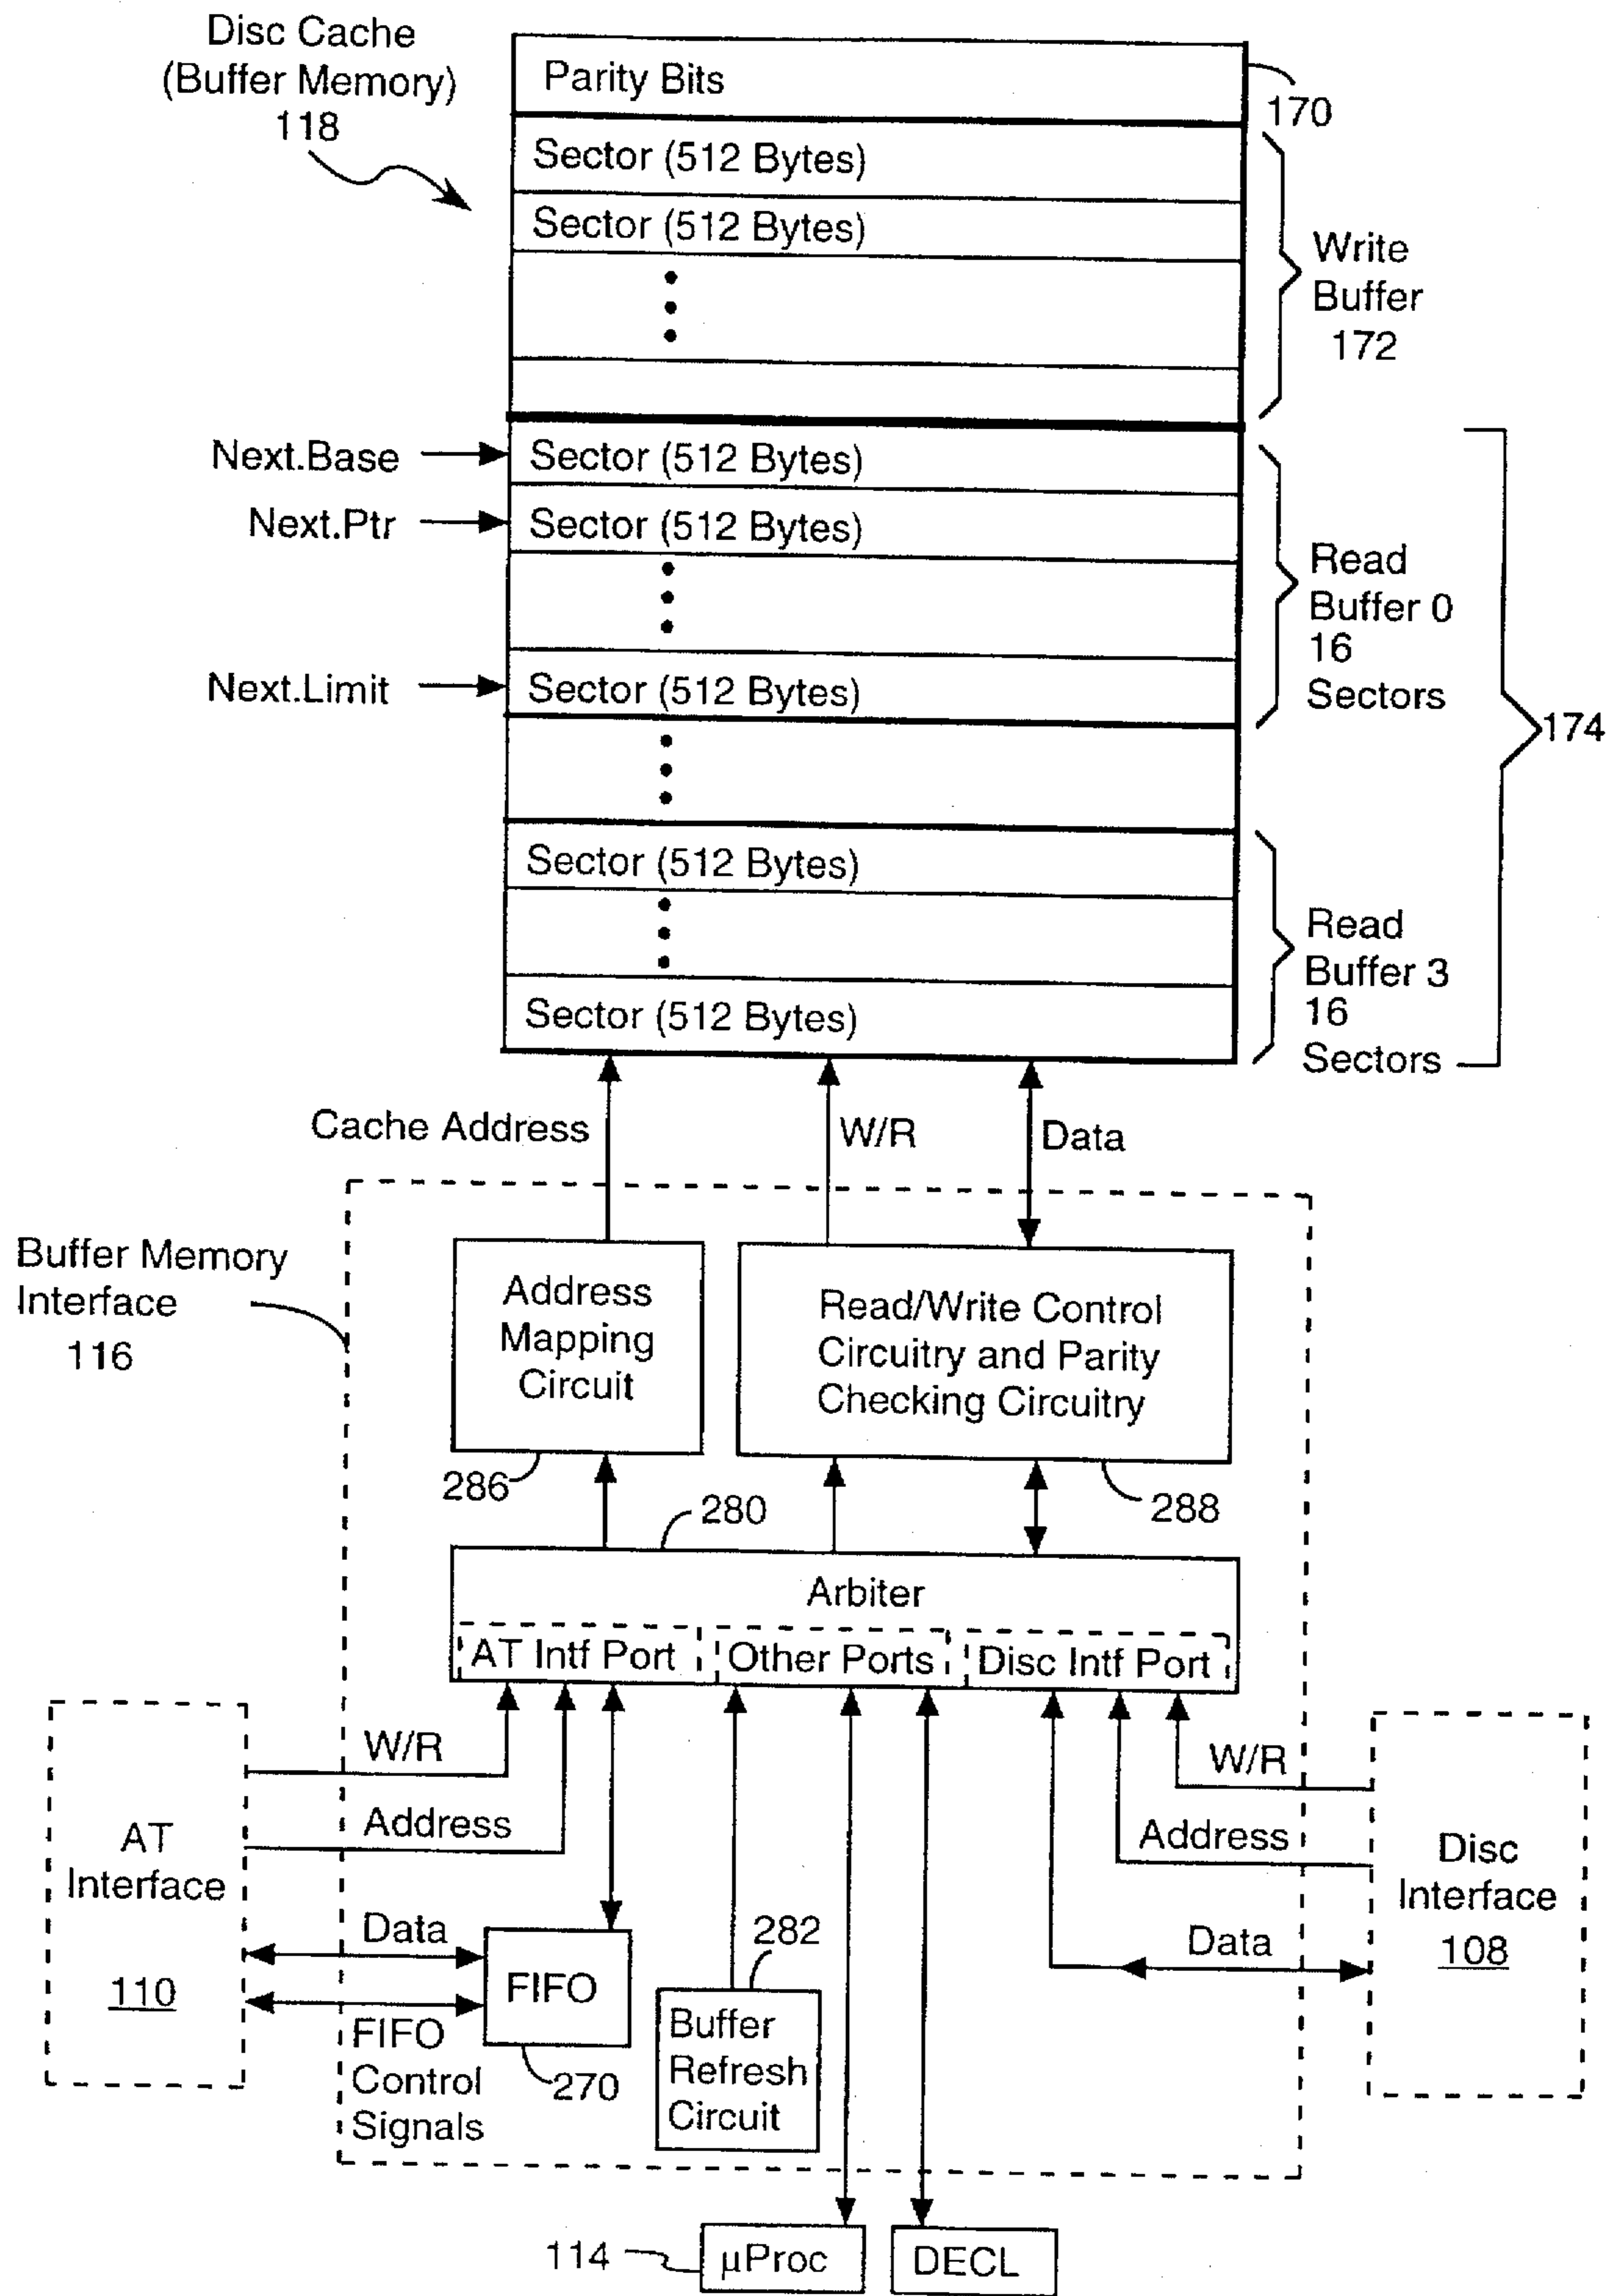 Disc Cache
(Buffer Memory)
118
Parity Bits
170
Sector (512 Bytes)
Sector (512 Bytes)
Write
Buffer
172
Next.Base
Sector (512 Bytes)
Next.Ptr
Sector (512 Bytes)
Read
Buffer 0
16
Sectors
Next.Limit
Sector (512 Bytes)
174
Sector (512 Bytes)
Read
Buffer 3
16
Sectors
Sector (512 Bytes)
Cache Address
W/R
Data
Buffer Memory
Interface
116
Address
Mapping
Circuit
Read/Write Control
Circuitry and Parity
Checking Circuitry
286
280
288
Arbiter
AT Intf Port
Other Ports
Disc Intf Port
W/R
Address
AT
Interface
110
Data
FIFO
Control
Signals
FIFO
270
282
Buffer
Refresh
Circuit
W/R
Address
Data
Disc
Interface
108
114
µProc
DECL